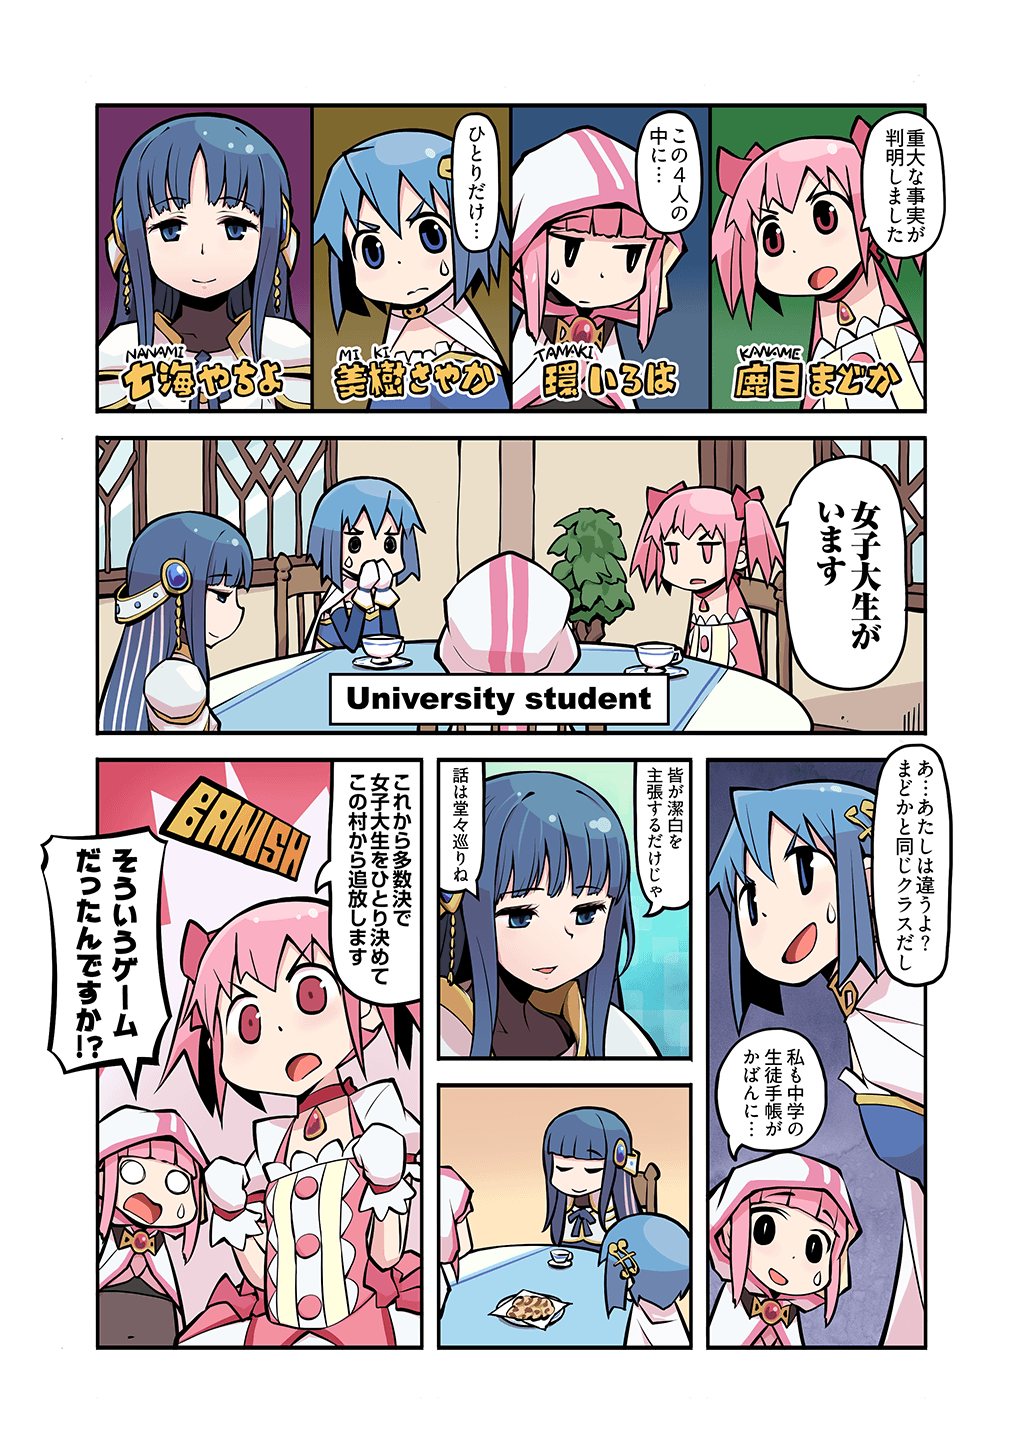 重大な事実が
判明しました
KANAME
鹿目まどか
この4人の
中に…
TAMAKI
環いろは
ひとりだけ…
MI KI
美樹さやか
NANAMI
七海やちよ
女子大生が
います
University student
あ…あたしは違うよ?
まどかと同じクラスだし
私も中学の
生徒手帳が
かばんに…
皆が潔白を
主張するだけじゃ
話は堂々巡りね
これから多数決で
女子大生をひとり決めて
この村から追放します
BANISH
そういうゲーム
だったんですか!?